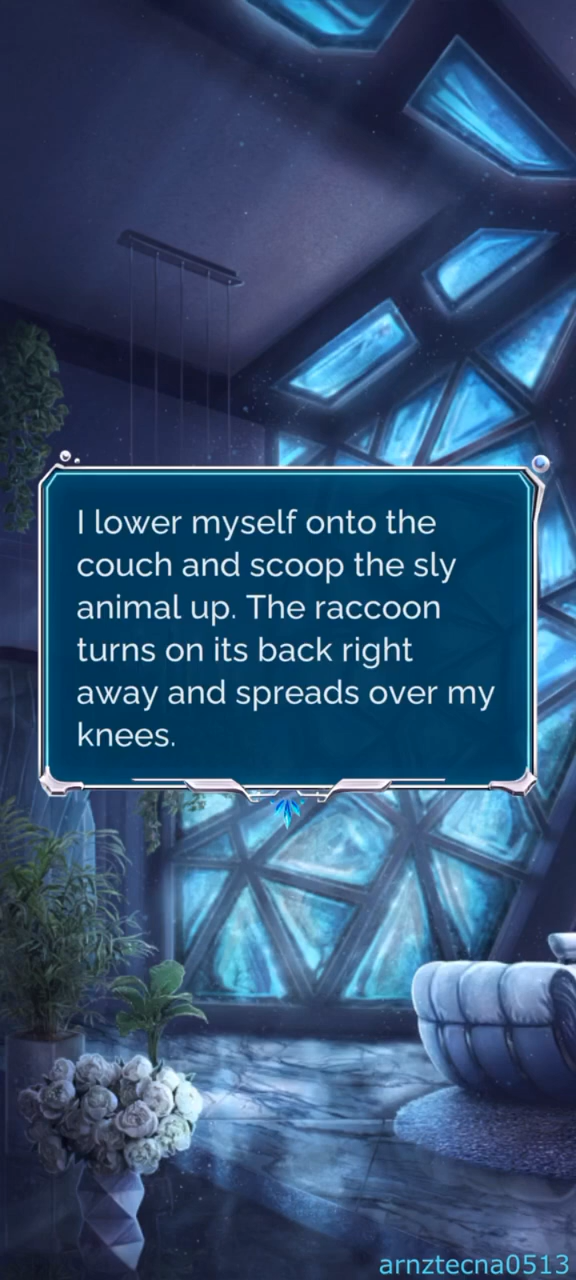 I lower myself onto the
couch and scoop the sly
animal up. The raccoon
turns on its back right
away and spreads over my
knees.
arnztecna0513